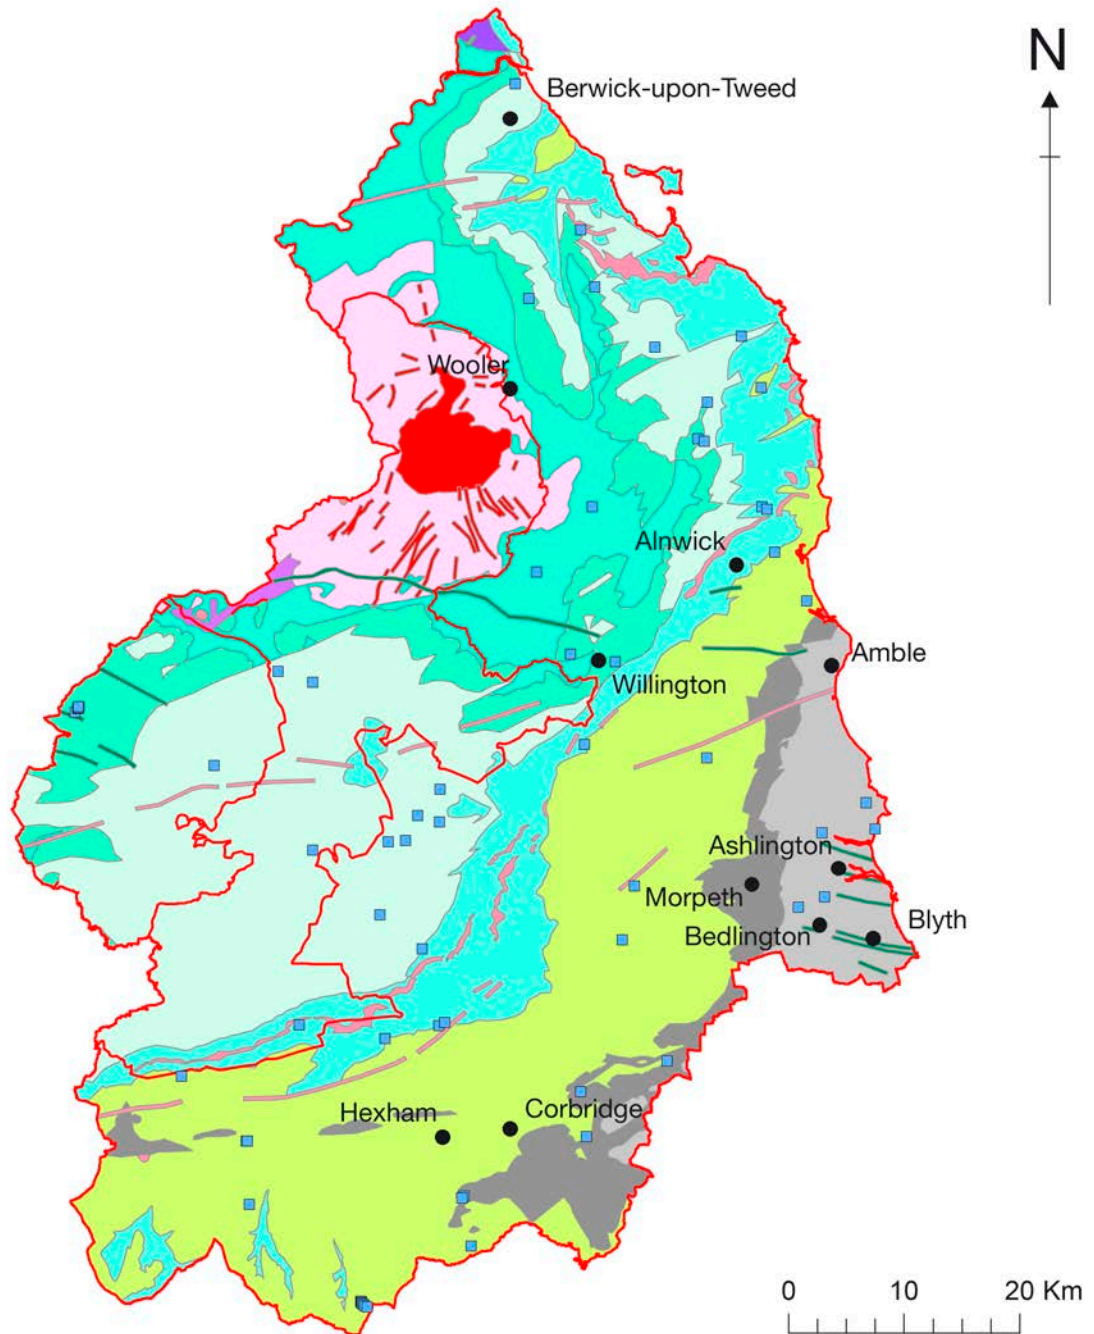 N
Berwick-upon-Tweed
Wooler
Alnwick
Amble
Willington
Ashlington
Morpeth
Bedlington
Blyth
Hexham
Corbridge
0 10 20 Km